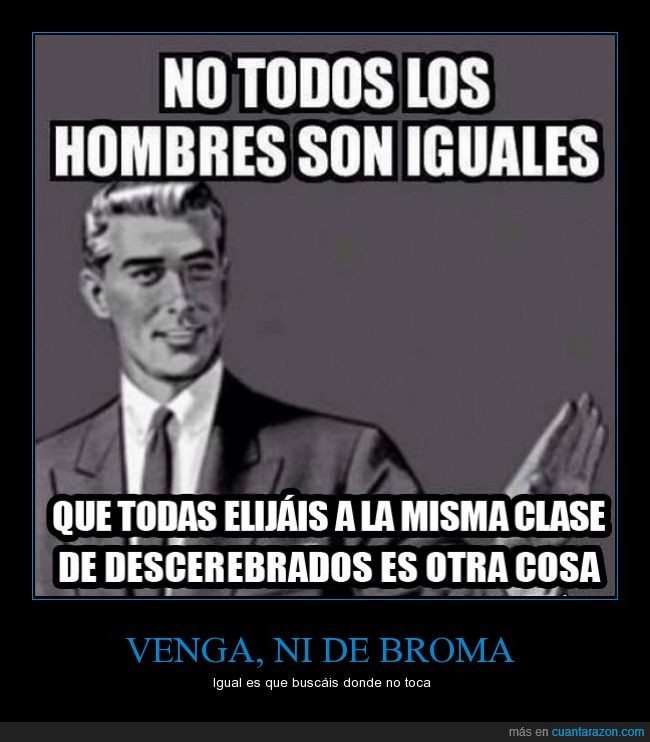 NO TODOS LOS
HOMBRES SON IGUALES
QUE TODAS ELIJÁIS A LA MISMA CLASE
DE DESCEREBRADOS ES OTRA COSA
VENGA, NI DE BROMA
Igual es que buscáis donde no toca
más en cuantarazon.com